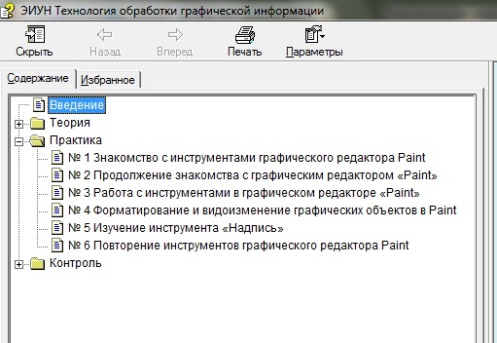 ЭИУН Технология обработки графической информации
Скрыть Назад Вперед Печать Параметры
Содержание Избранное
Введение
Теория
Практика
№ 1 Знакомство с инструментами графического редактора Paint
№ 2 Продолжение знакомства с графическим редактором «Paint»
№ 3 Работа с инструментами в графическом редакторе «Paint»
№ 4 Форматирование и видоизменение графических объектов в Paint
№ 5 Изучение инструмента «Надпись»
№ 6 Повторение инструментов графического редактора Paint
Контроль